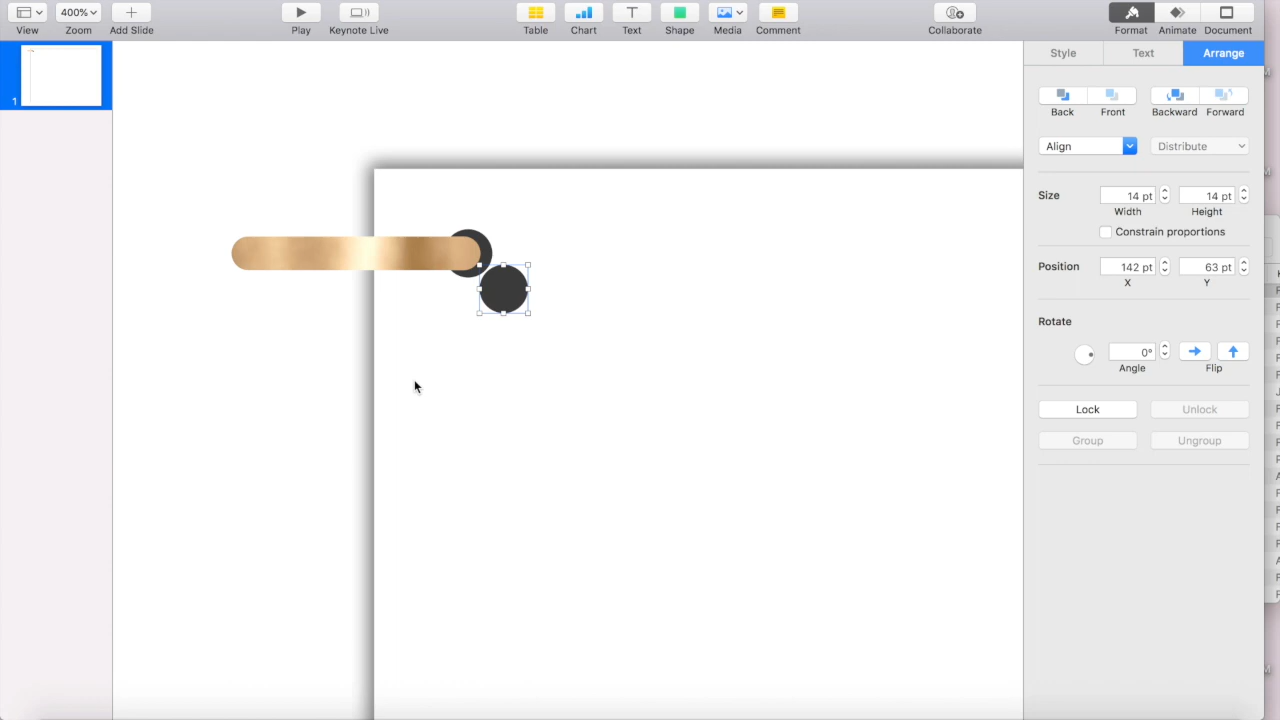 400%
View
Zoom
Add Slide
Play
Keynote Live
Table
Chart
Text
Shape
Media
Comment
Collaborate
Format
Animate
Document
1
Style
Text
Arrange
Back
Front
Backward
Forward
Align
Distribute
Size
14 pt
14 pt
Width
Height
Constrain proportions
Position
142 pt
63 pt
X
Y
Rotate
0°
Angle
Flip
Lock
Unlock
Group
Ungroup